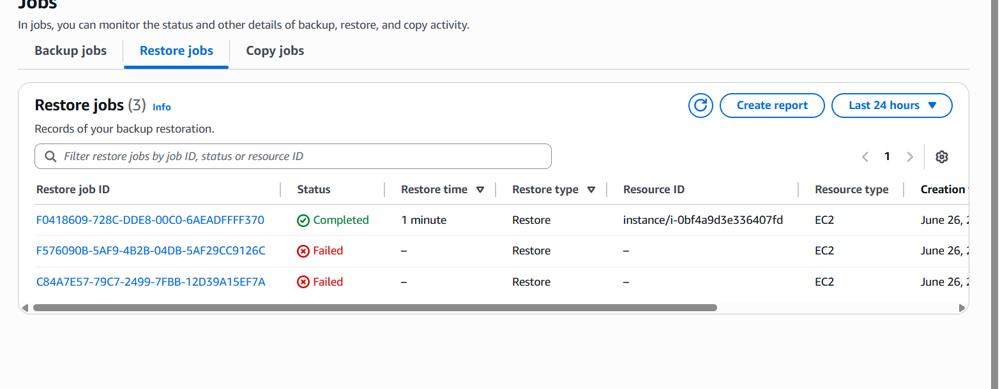 Jobs
In jobs, you can monitor the status and other details of backup, restore, and copy activity.
Backup jobs Restore jobs Copy jobs
Restore jobs (3) Info Create report Last 24 hours
Records of your backup restoration.
Filter restore jobs by job ID, status or resource ID 1
Restore job ID Status Restore time Restore type Resource ID Resource type Creation
F0418609-728C-DDE8-00C0-6AEADFFFF370 Completed 1 minute Restore instance/i-0bf4a9d3e336407fd EC2 June 26,
F576090B-5AF9-4B2B-04DB-5AF29CC9126C Failed – Restore – EC2 June 26,
C84A7E57-79C7-2499-7FBB-12D39A15EF7A Failed – Restore – EC2 June 26,